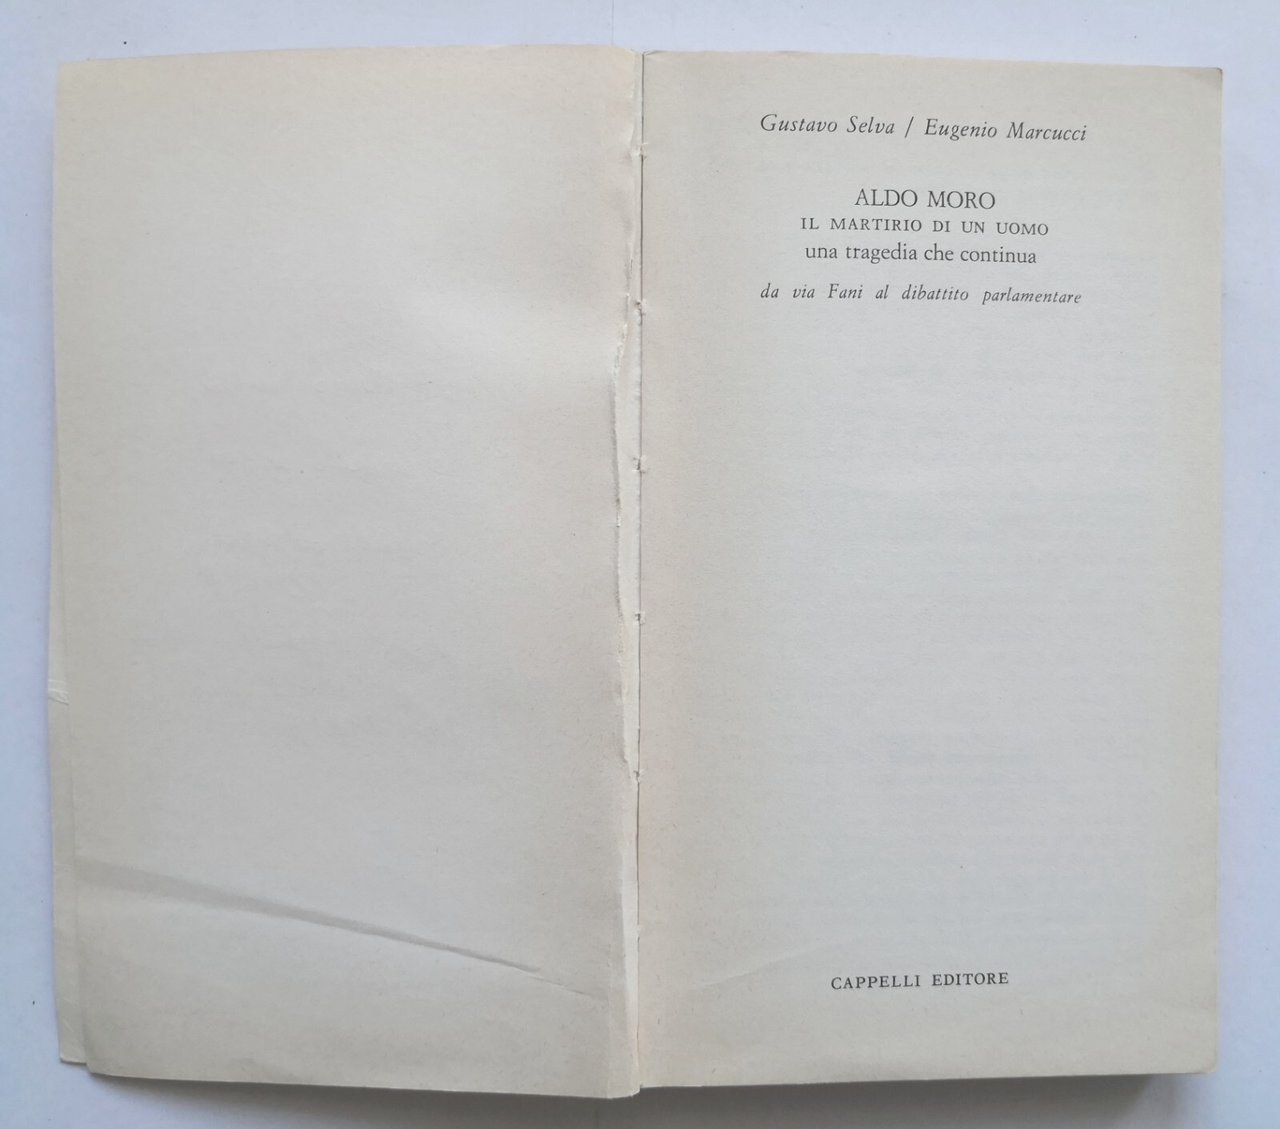 Gustavo Selva / Eugenio Marcucci
ALDO MORO
IL MARTIRIO DI UN UOMO
una tragedia che continua
da via Fani al dibattito parlamentare
CAPPELLI EDITORE